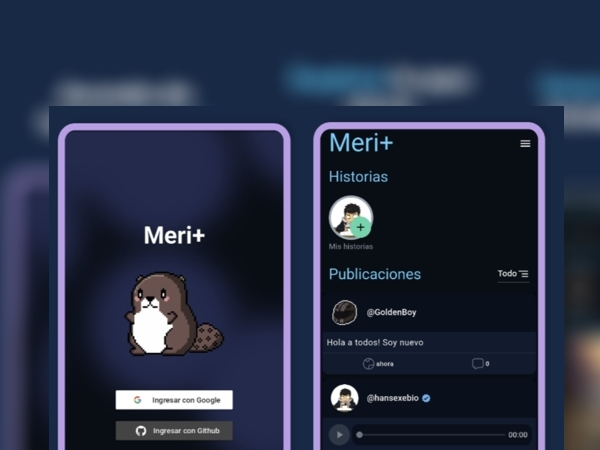 Meri+
Ingresar con Google
Ingresar con Github
Meri+
Historias
Mis historias
Publicaciones
Todo
@GoldenBoy
Hola a todos! Soy nuevo
ahora
0
@hansexebio
00:00